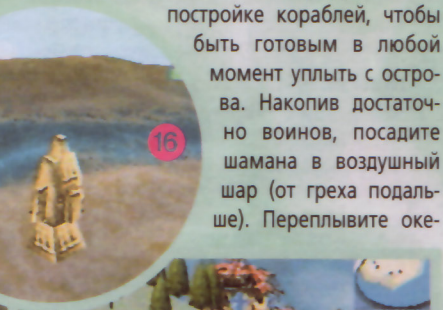 постройке кораблей, чтобы
быть готовым в любой
момент уплыть с остро-
ва. Накопив достаточ-
но воинов, посадите
шамана в воздушный
шар (от греха подаль-
ше). Переплывите оке-
16